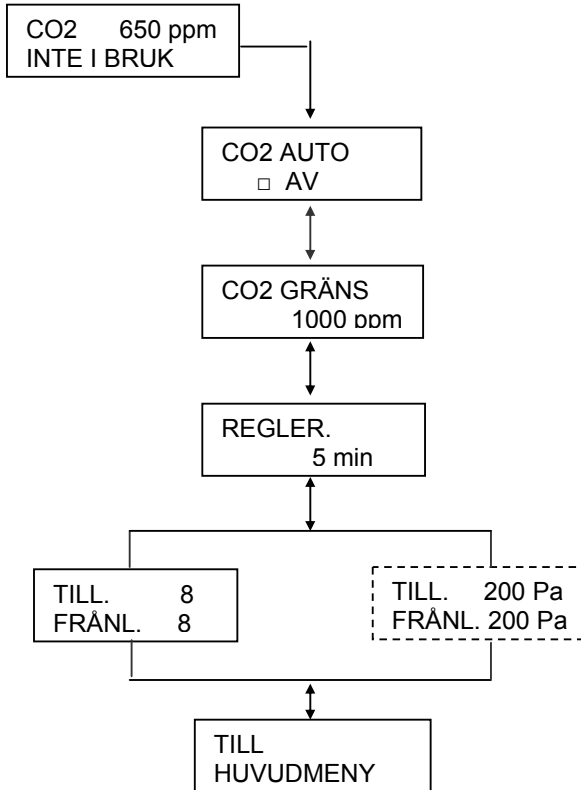 CO2 650 ppm
INTE I BRUK
CO2 AUTO
□ AV
CO2 GRÄNS
1000 ppm
REGLER.
5 min
TILL. 8
FRÅNL. 8
TILL. 200 Pa
FRÅNL. 200 Pa
TILL
HUVUDMENY